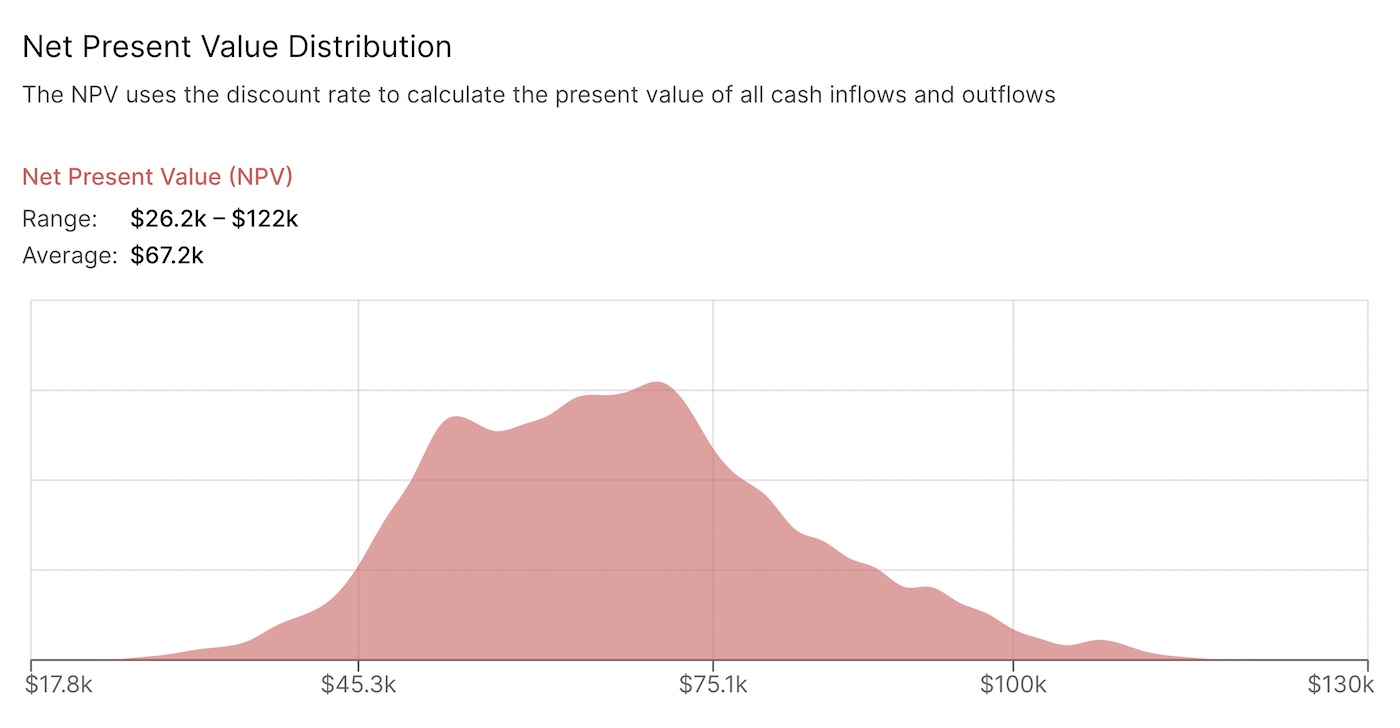 Net Present Value Distribution
The NPV uses the discount rate to calculate the present value of all cash inflows and outflows
Net Present Value (NPV)
Range: $26.2k – $122k
Average: $67.2k
$17.8k $45.3k $75.1k $100k $130k